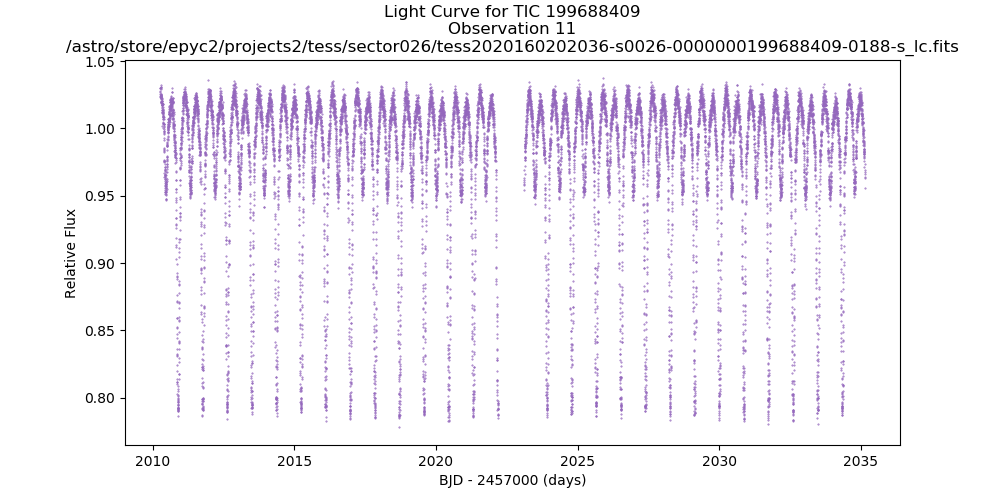 Light Curve for TIC 199688409
Observation 11
/astro/store/epyc2/projects2/tess/sector026/tess2020160202036-s0026-0000000199688409-0188-s_lc.fits
1.05
1.00
0.95
0.90
0.85
0.80
Relative Flux
2010
2015
2020
2025
2030
2035
BJD - 2457000 (days)